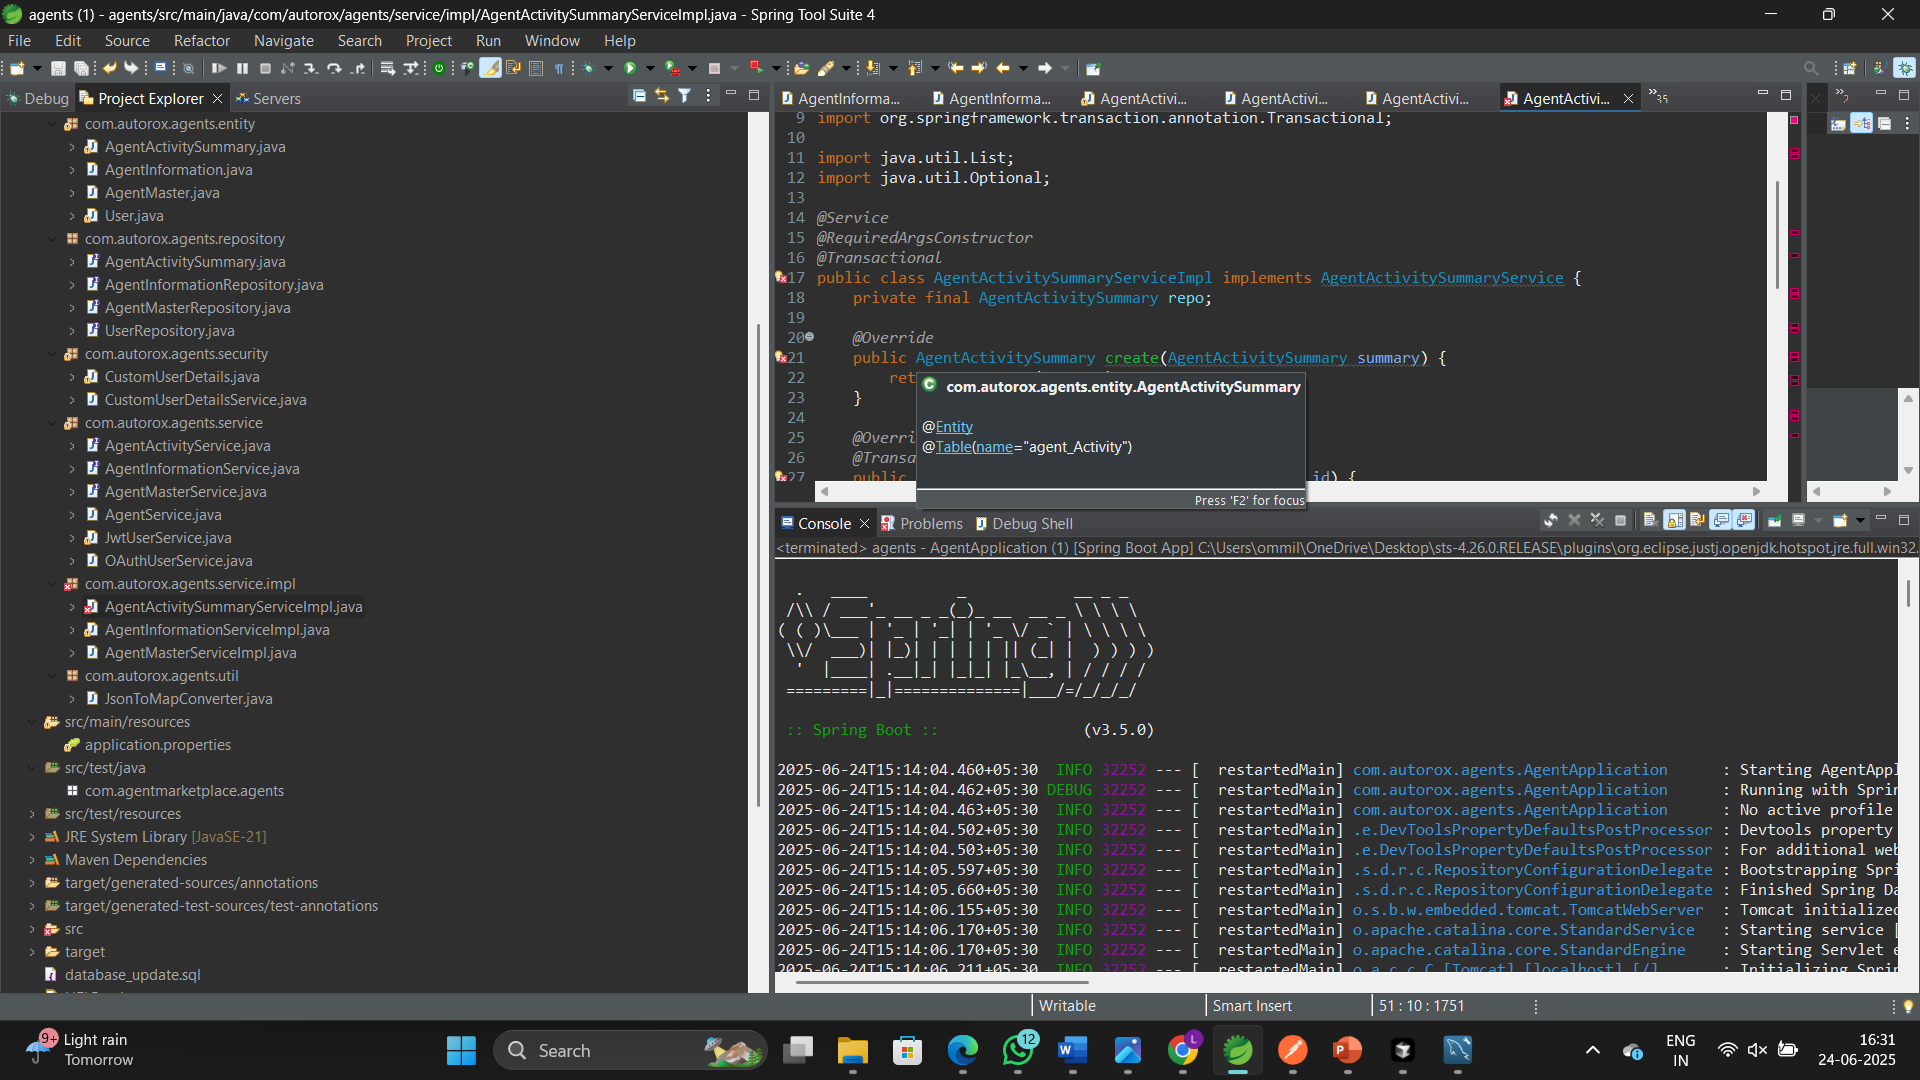 agents (1) - agents/src/main/java/com/autorox/agents/service/impl/AgentActivitySummaryServiceImpl.java - Spring Tool Suite 4
File Edit Source Refactor Navigate Search Project Run Window Help
Debug Project Explorer Servers
com.autorox.agents.entity
AgentActivitySummary.java
AgentInformation.java
AgentMaster.java
User.java
com.autorox.agents.repository
AgentActivitySummary.java
AgentInformationRepository.java
AgentMasterRepository.java
UserRepository.java
com.autorox.agents.security
CustomUserDetails.java
CustomUserDetailsService.java
com.autorox.agents.service
AgentActivityService.java
AgentInformationService.java
AgentMasterService.java
AgentService.java
JwtUserService.java
OAuthUserService.java
com.autorox.agents.service.impl
AgentActivitySummaryServiceImpl.java
AgentInformationServiceImpl.java
AgentMasterServiceImpl.java
com.autorox.agents.util
JsonToMapConverter.java
src/main/resources
application.properties
src/test/java
com.agentmarketplace.agents
src/test/resources
JRE System Library [JavaSE-21]
Maven Dependencies
target/generated-sources/annotations
target/generated-test-sources/test-annotations
src
target
database_update.sql
AgentInforma... AgentInforma... AgentActivi... AgentActivi... AgentActivi... AgentActivi... »35 »2
9 import org.springframework.transaction.annotation.Transactional;
10
11 import java.util.List;
12 import java.util.Optional;
13
14 @Service
15 @RequiredArgsConstructor
16 @Transactional
17 public class AgentActivitySummaryServiceImpl implements AgentActivitySummaryService {
18 private final AgentActivitySummary repo;
19
20 @Override
21 public AgentActivitySummary create(AgentActivitySummary summary) {
22 ret
23 }
24
25 @Overri
26 @Transa
27 public id) {
com.autorox.agents.entity.AgentActivitySummary
@Entity
@Table(name="agent_Activity")
Press 'F2' for focus
Console Problems Debug Shell
<terminated> agents - AgentApplication (1) [Spring Boot App] C:\Users\ommil\OneDrive\Desktop\sts-4.26.0.RELEASE\plugins\org.eclipse.justj.openjdk.hotspot.jre.full.win32.
Spring
:: Spring Boot :: (v3.5.0)
2025-06-24T15:14:04.460+05:30 INFO 32252 --- [ restartedMain] com.autorox.agents.AgentApplication : Starting AgentAppl
2025-06-24T15:14:04.462+05:30 DEBUG 32252 --- [ restartedMain] com.autorox.agents.AgentApplication : Running with Sprin
2025-06-24T15:14:04.463+05:30 INFO 32252 --- [ restartedMain] com.autorox.agents.AgentApplication : No active profile
2025-06-24T15:14:04.502+05:30 INFO 32252 --- [ restartedMain] .e.DevToolsPropertyDefaultsPostProcessor : Devtools property
2025-06-24T15:14:04.503+05:30 INFO 32252 --- [ restartedMain] .e.DevToolsPropertyDefaultsPostProcessor : For additional web
2025-06-24T15:14:05.597+05:30 INFO 32252 --- [ restartedMain] .s.d.r.c.RepositoryConfigurationDelegate : Bootstrapping Spri
2025-06-24T15:14:05.660+05:30 INFO 32252 --- [ restartedMain] .s.d.r.c.RepositoryConfigurationDelegate : Finished Spring Da
2025-06-24T15:14:06.155+05:30 INFO 32252 --- [ restartedMain] o.s.b.w.embedded.tomcat.TomcatWebServer : Tomcat initialized
2025-06-24T15:14:06.170+05:30 INFO 32252 --- [ restartedMain] o.apache.catalina.core.StandardService : Starting service [
2025-06-24T15:14:06.170+05:30 INFO 32252 --- [ restartedMain] o.apache.catalina.core.StandardEngine : Starting Servlet e
2025-06-24T15:14:06.211+05:30 INFO 32252 --- [ restartedMain] o.a.c.c.C.[Tomcat].[localhost].[/] : Initializing Sprin
Writable Smart Insert 51 : 10 : 1751
9+ Light rain
Tomorrow
Search
12
L
ENG
IN
16:31
24-06-2025